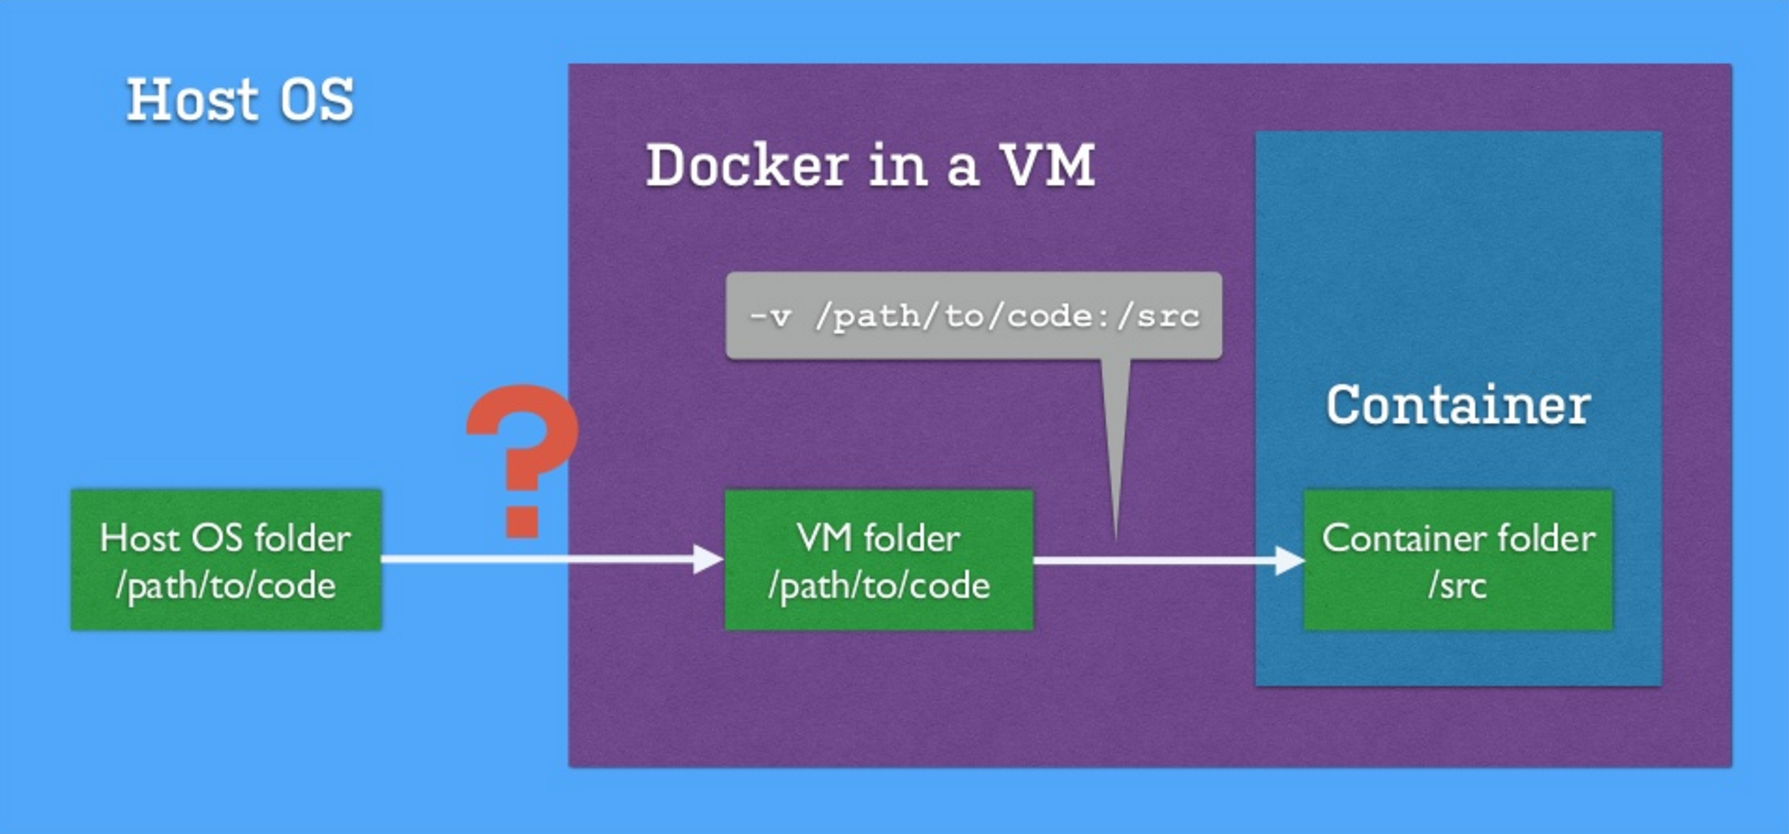 Host OS
Docker in a VM
-v /path/to/code:/src
?
Container
Host OS folder
/path/to/code
VM folder
/path/to/code
Container folder
/src